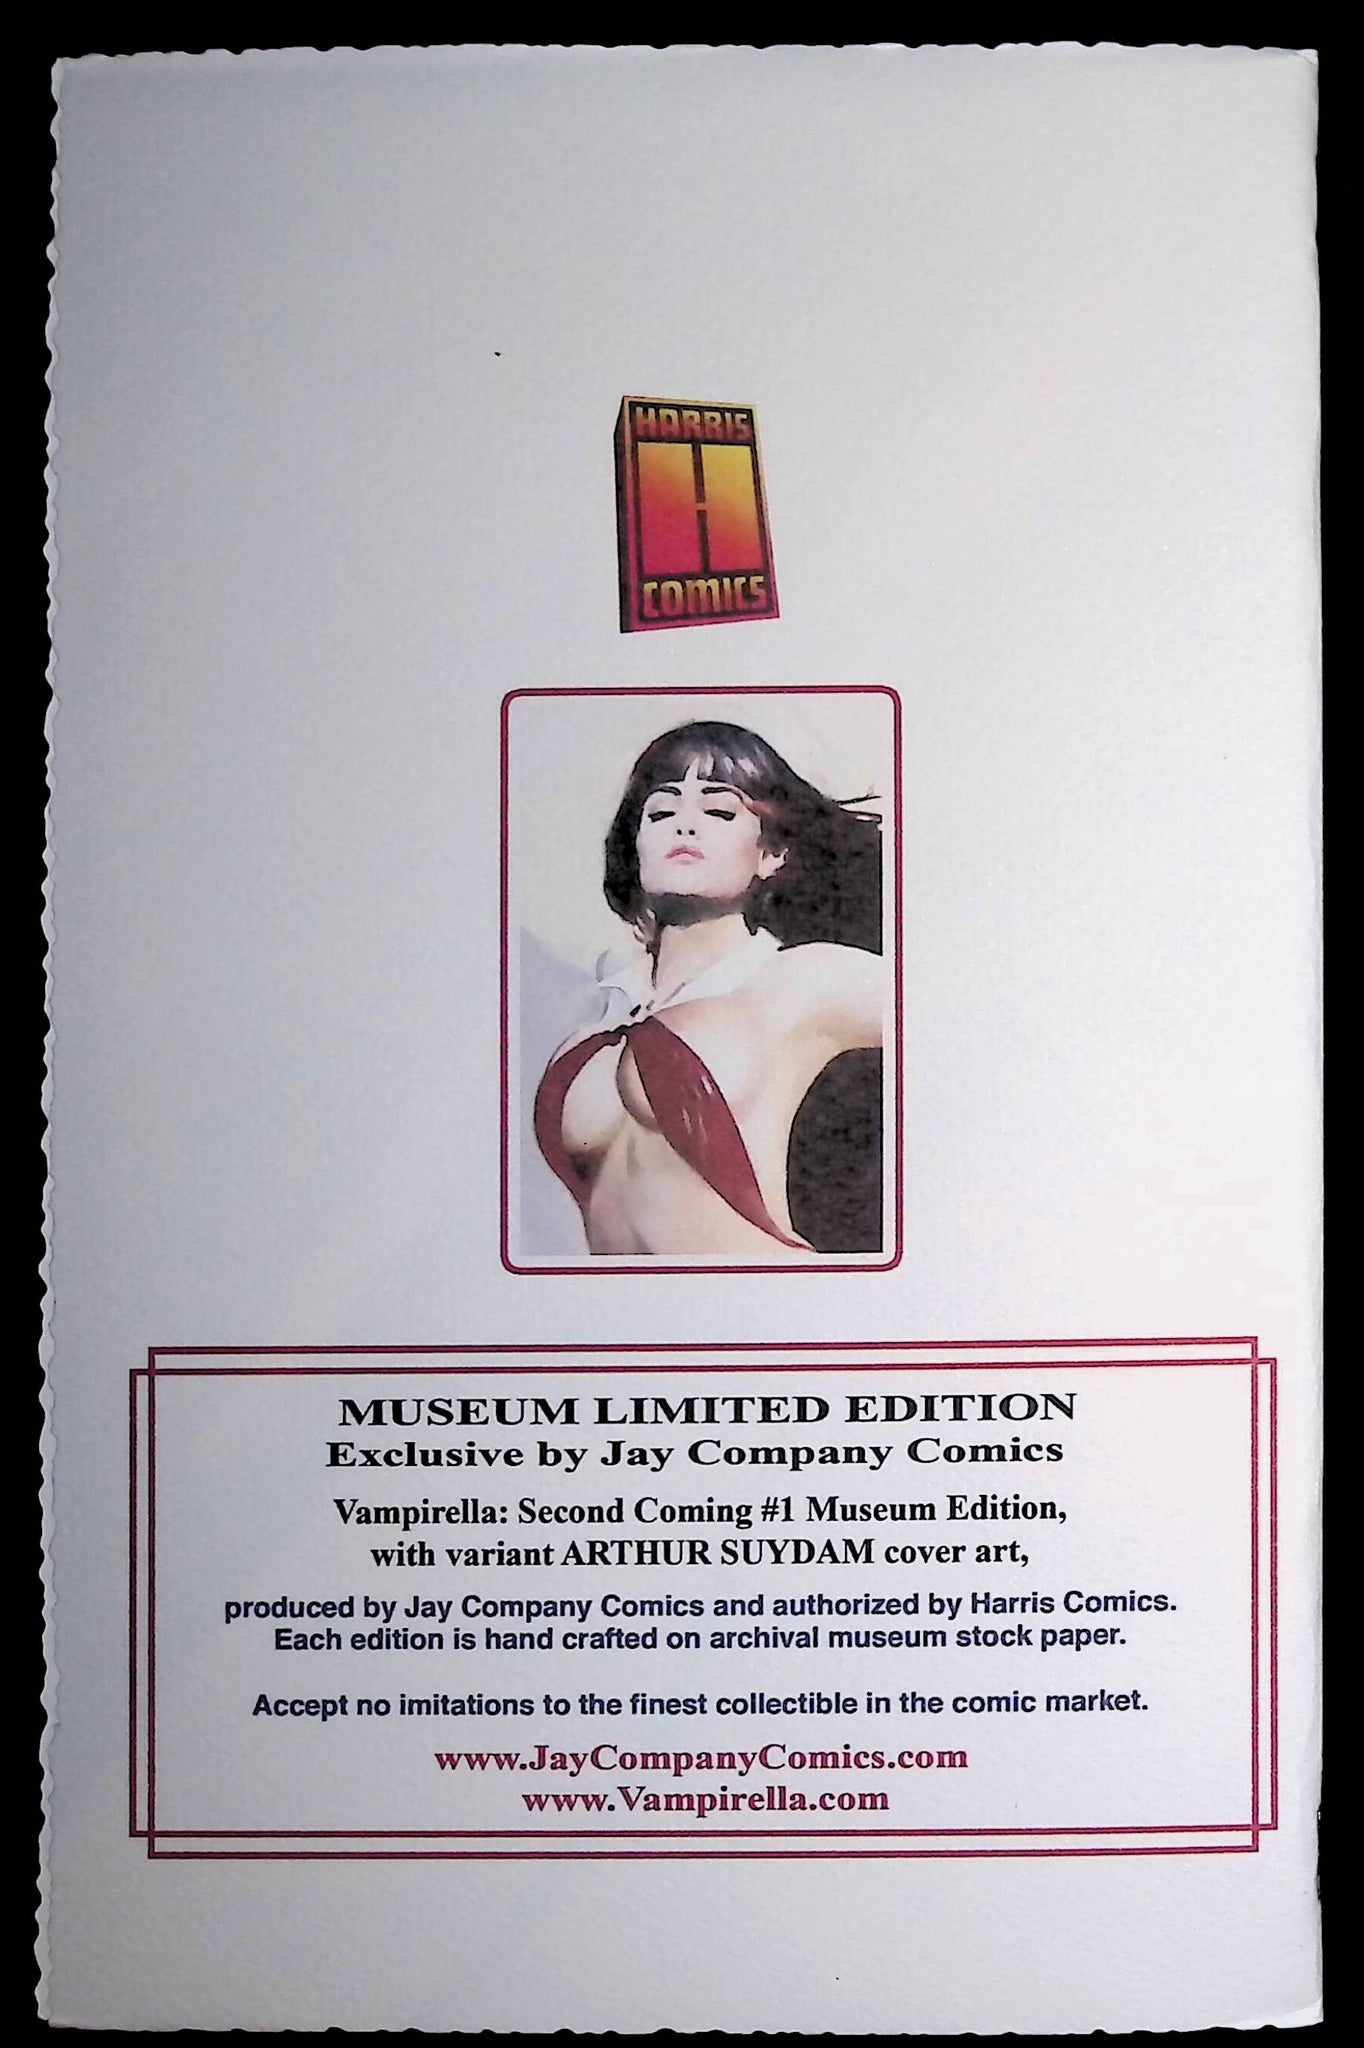 HARRIS
H
COMICS
MUSEUM LIMITED EDITION
Exclusive by Jay Company Comics
Vampirella: Second Coming #1 Museum Edition,
with variant ARTHUR SUYDAM cover art,
produced by Jay Company Comics and authorized by Harris Comics.
Each edition is hand crafted on archival museum stock paper.
Accept no imitations to the finest collectible in the comic market.
www.JayCompanyComics.com
www.Vampirella.com